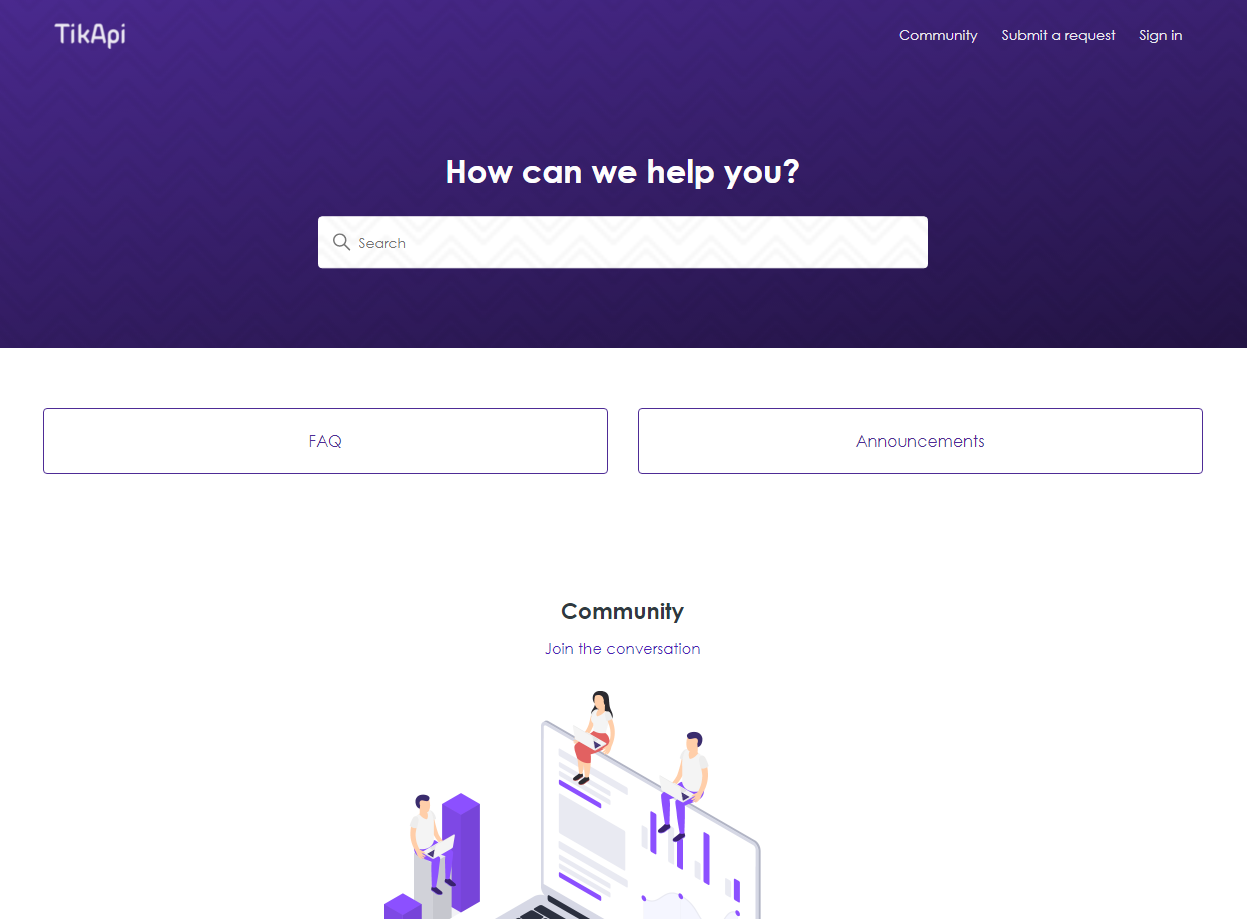 TikApi
Community Submit a request Sign in
How can we help you?
Search
FAQ
Announcements
Community
Join the conversation